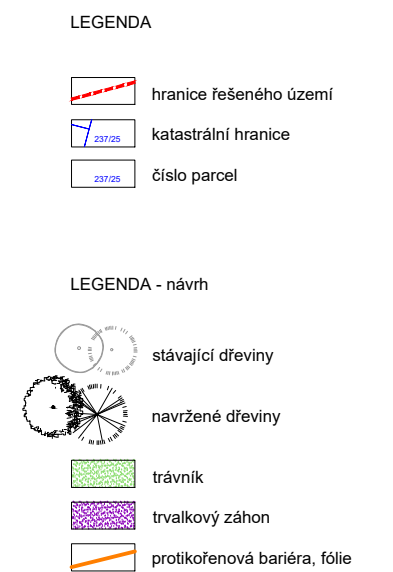 LEGENDA
hranice řešeného území
237/25 katastrální hranice
237/25 číslo parcel
LEGENDA - návrh
stávající dřeviny
navržené dřeviny
trávník
trvalkový záhon
protikořenová bariéra, fólie